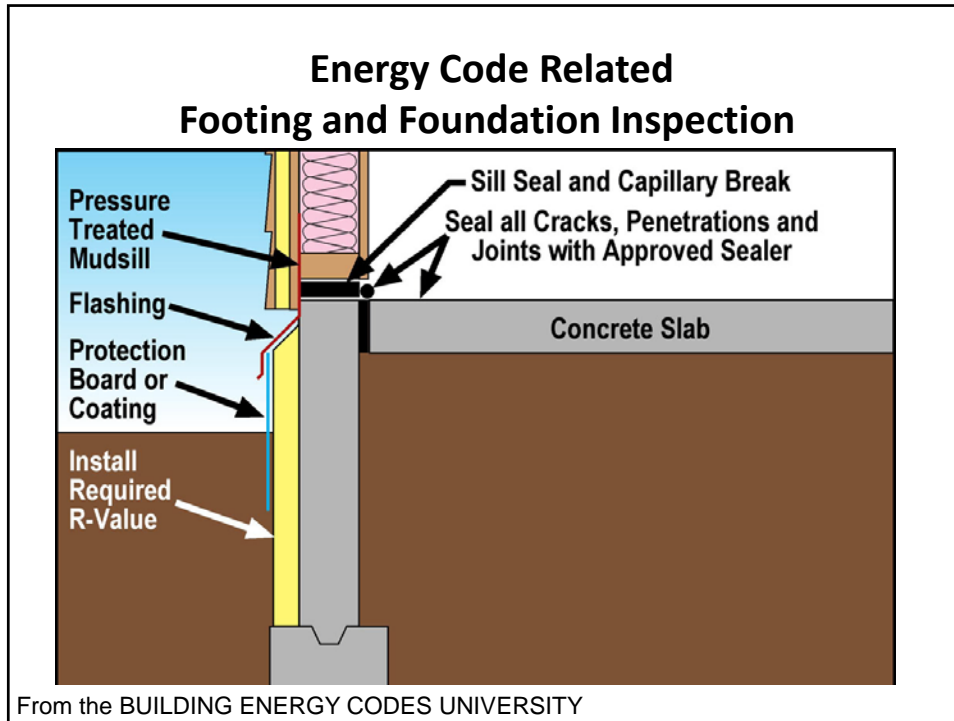 Energy Code Related
Footing and Foundation Inspection
Pressure
Treated
Mudsill
Flashing
Protection
Board or
Coating
Install
Required
R-Value
Sill Seal and Capillary Break
Seal all Cracks, Penetrations and
Joints with Approved Sealer
Concrete Slab
From the BUILDING ENERGY CODES UNIVERSITY